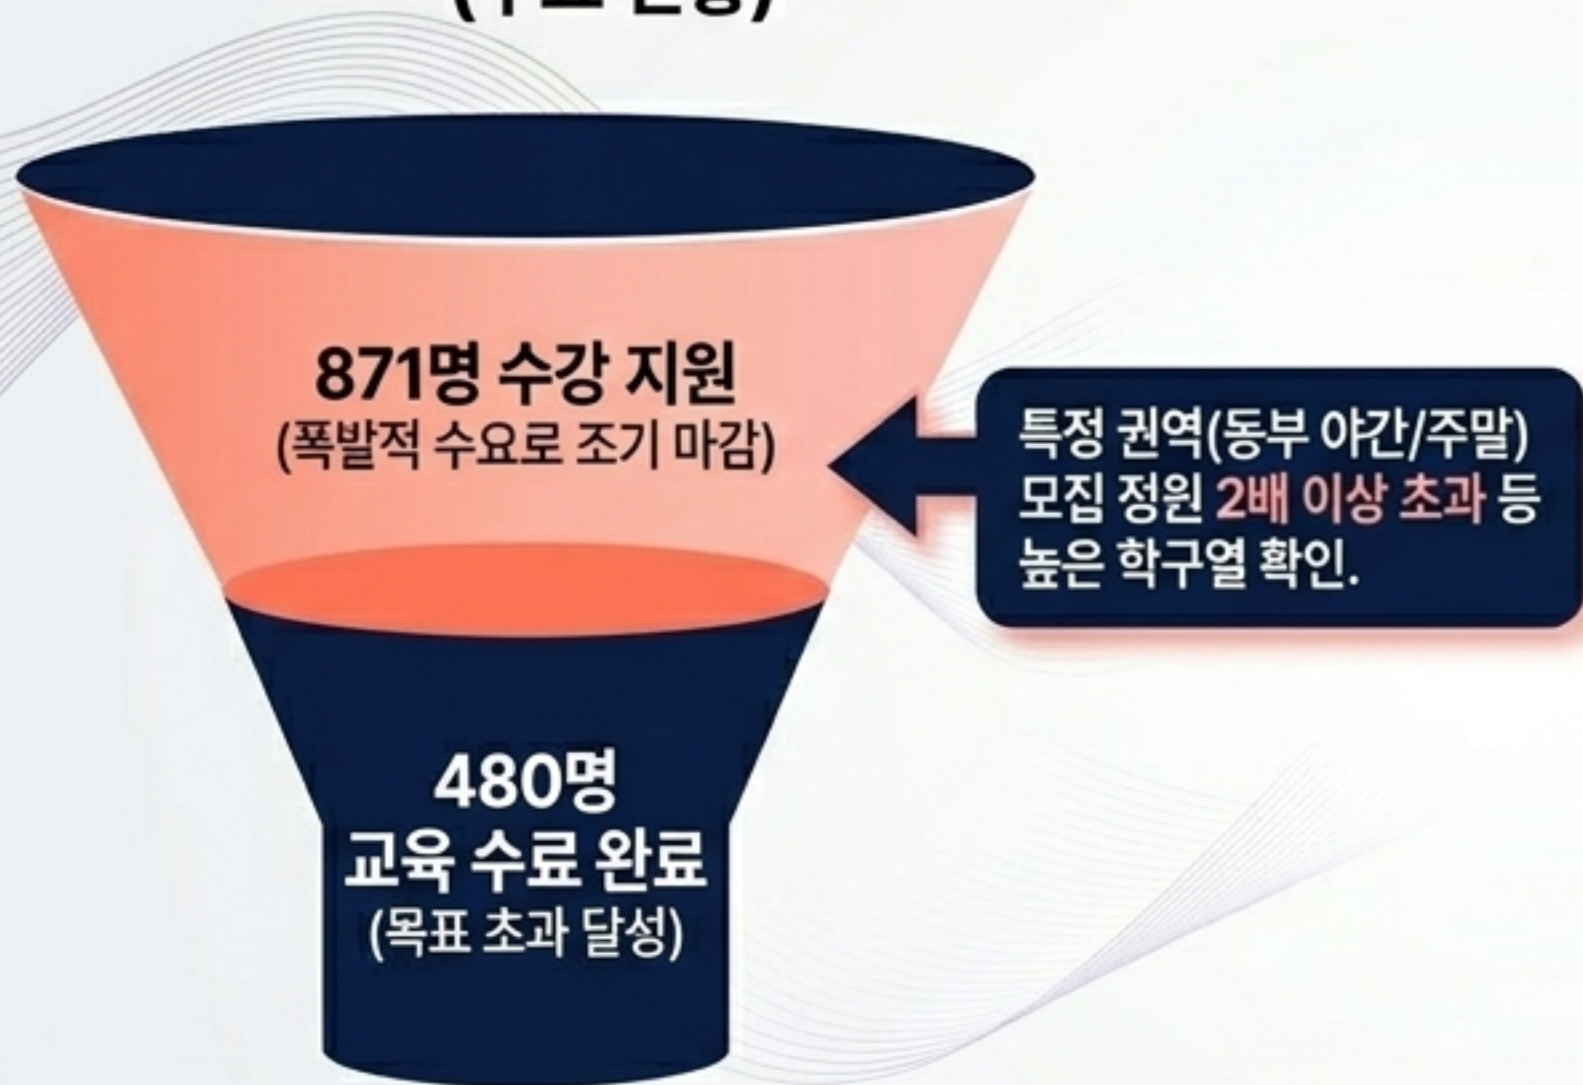 871명 수강 지원
(폭발적 수요로 조기 마감)
특정 권역(동부 야간/주말)
모집 정원 2배 이상 초과 등
높은 학구열 확인.
480명
교육 수료 완료
(목표 초과 달성)